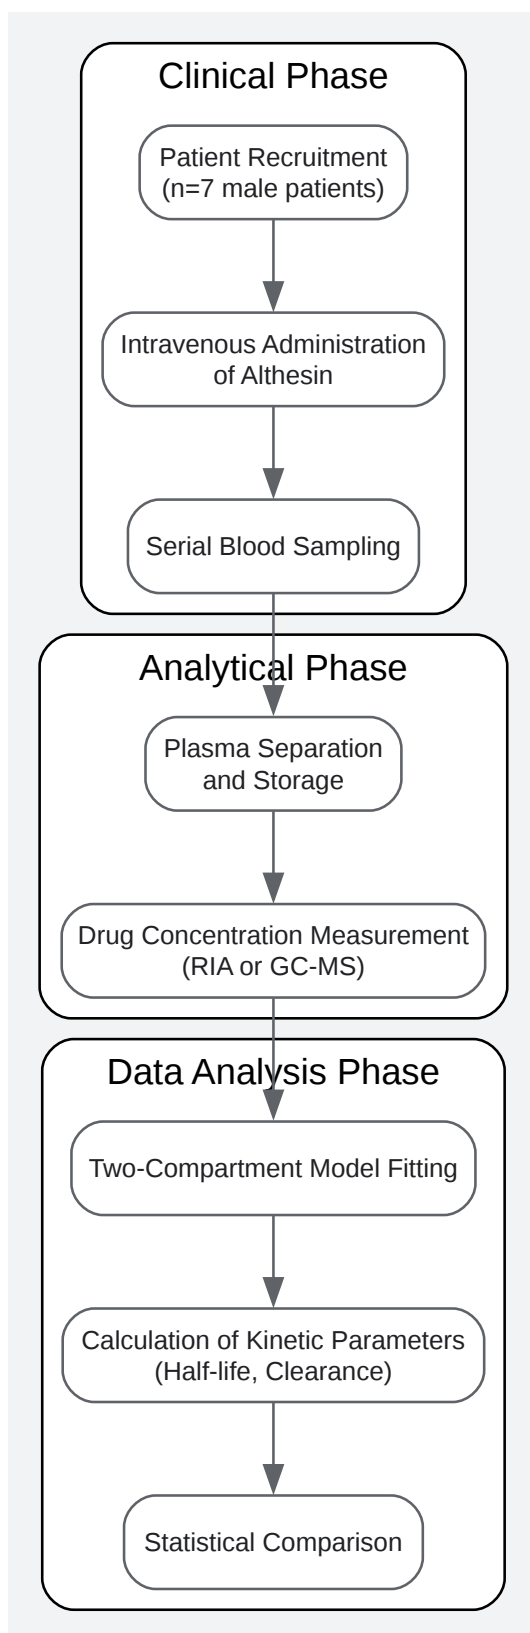 Clinical Phase
Patient Recruitment
(n=7 male patients)
Intravenous Administration
of Althesin
Serial Blood Sampling
Analytical Phase
Plasma Separation
and Storage
Drug Concentration Measurement
(RIA or GC-MS)
Data Analysis Phase
Two-Compartment Model Fitting
Calculation of Kinetic Parameters
(Half-life, Clearance)
Statistical Comparison